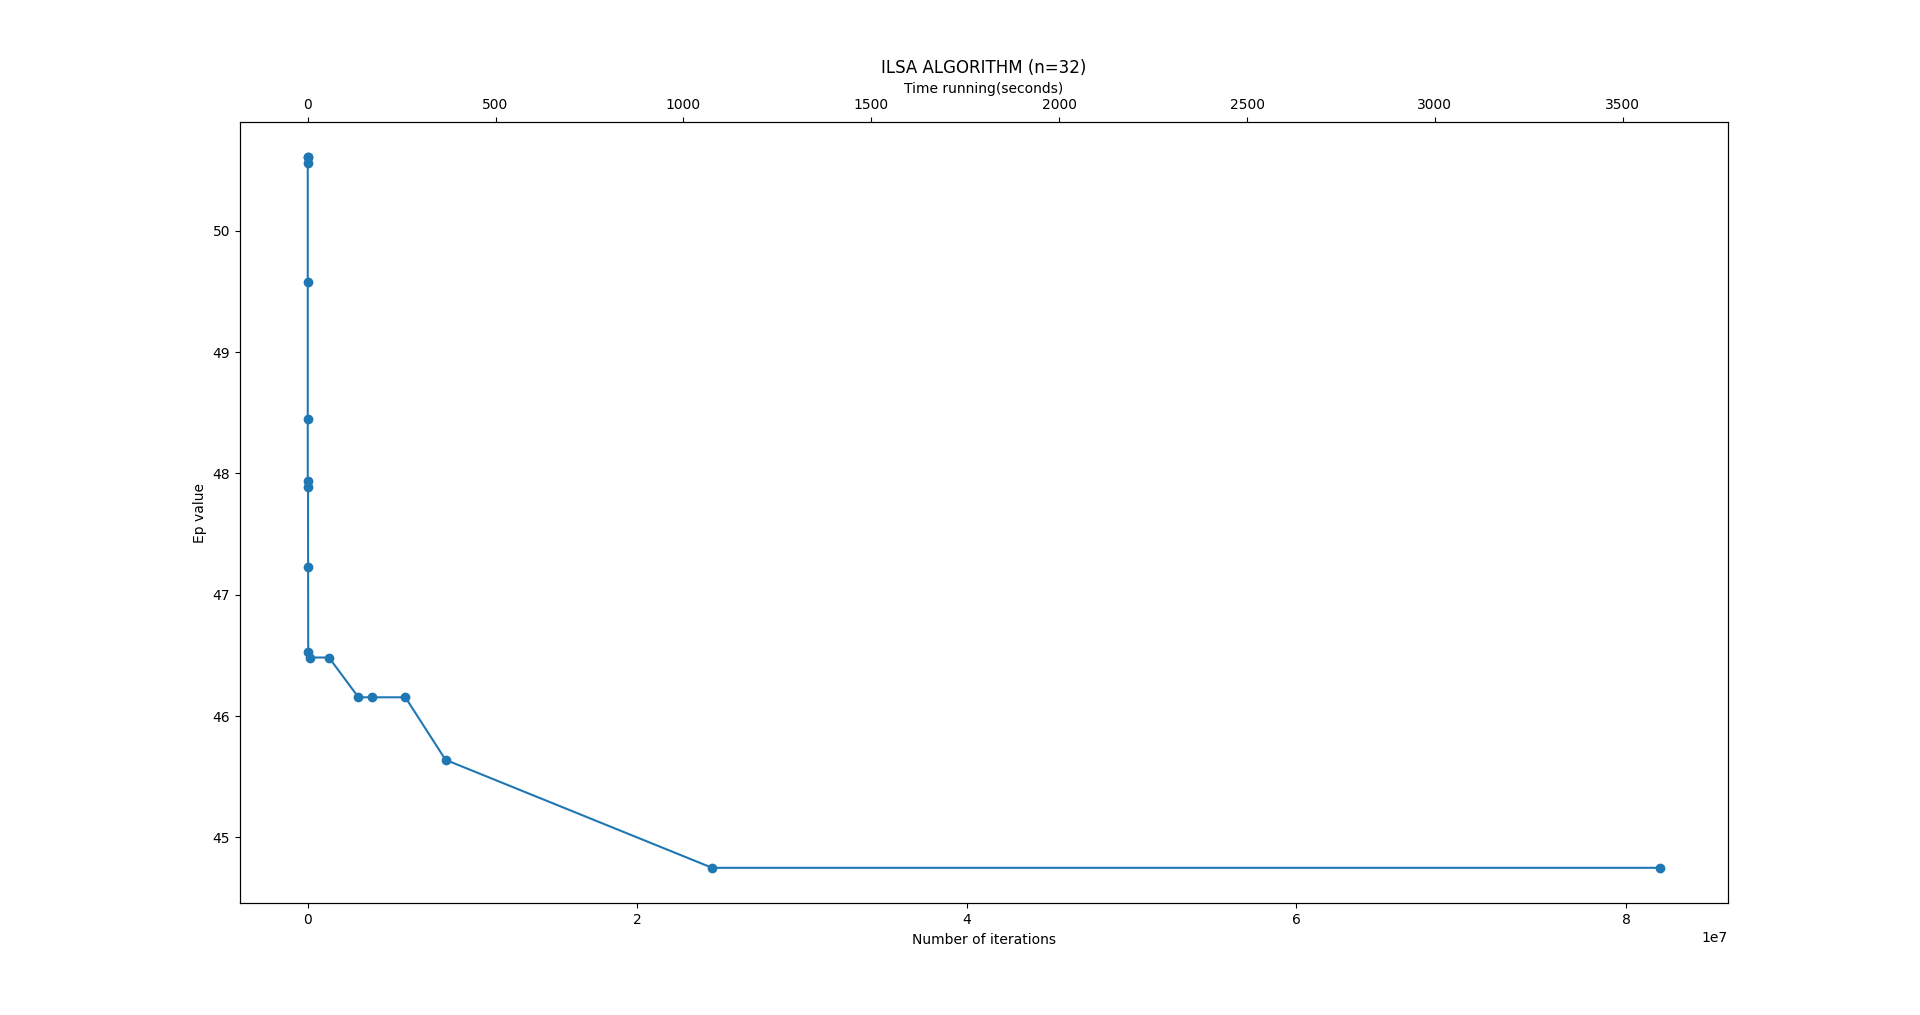 ILSA ALGORITHM (n=32)
Time running(seconds)
0 500 1000 1500 2000 2500 3000 3500
50
49
48
47
46
45
Ep value
0 2 4 6 8
1e7
Number of iterations